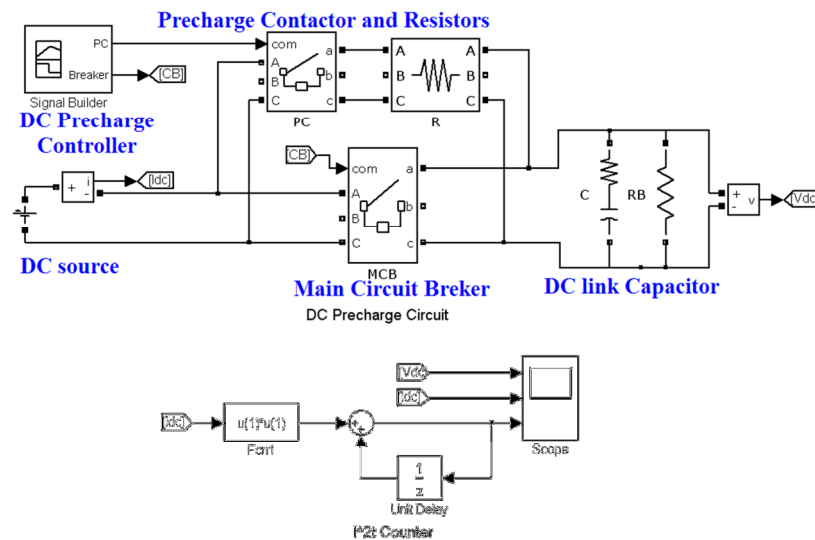 Precharge Contactor and Resistors
PC
Breaker
[CB]
Signal Builder
DC Precharge
Controller
com
A
B
C
a
b
c
PC
A
B
C
A
B
C
R
[CB]
com
A
B
C
a
b
c
MCB
+
-
i
[Idc]
DC source
Main Circuit Breker
C
RB
+
-
v
[Vdc
DC link Capacitor
DC Precharge Circuit
[Vdc
[Idc]
[Idc]
u(1)*u(1)
Fcn1
+
+
Scope
1
z
Unit Delay
I^2t Counter